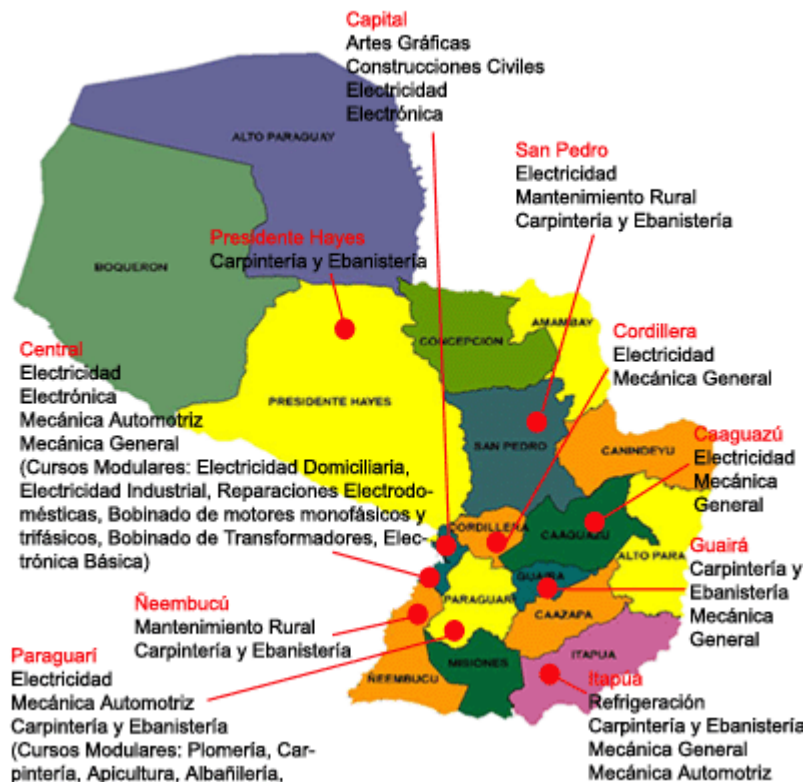 Capital
Artes Gráficas
Construcciones Civiles
Electricidad
Electrónica
ALTO PARAGUAY
San Pedro
Electricidad
Mantenimiento Rural
Carpintería y Ebanistería
Presidente Hayes
Carpintería y Ebanistería
BOQUERON
CONCEPCION
AMAMBAY
Cordillera
Electricidad
Mecánica General
Central
Electricidad
Electrónica
Mecánica Automotriz
Mecánica General
(Cursos Modulares: Electricidad Domiciliaria,
Electricidad Industrial, Reparaciones Electrodo-
mésticas, Bobinado de motores monofásicos y
trifásicos, Bobinado de Transformadores, Elec-
trónica Básica)
PRESIDENTE HAYES
SAN PEDRO
CANINDEYU
Caaguazú
Electricidad
Mecánica
General
CORDILLERA
CAAGUAZU
ALTO PARA
Guairá
Carpintería y
Ebanistería
Mecánica
General
GUAIRA
PARAGUARI
CAAZAPA
Ñeembucú
Mantenimiento Rural
Carpintería y Ebanistería
MISIONES
ITAPUA
ÑEEMBUCU
Paraguarí
Electricidad
Mecánica Automotriz
Carpintería y Ebanistería
(Cursos Modulares: Plomería, Car-
pintería, Apicultura, Albañilería,
Itapúa
Refrigeración
Carpintería y Ebanistería
Mecánica General
Mecánica Automotriz